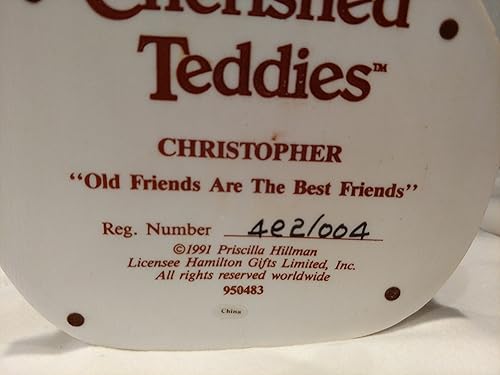 Cherished
Teddies™
CHRISTOPHER
"Old Friends Are The Best Friends"
Reg. Number 4e2/004
©1991 Priscilla Hillman
Licensee Hamilton Gifts Limited, Inc.
All rights reserved worldwide
950483
China